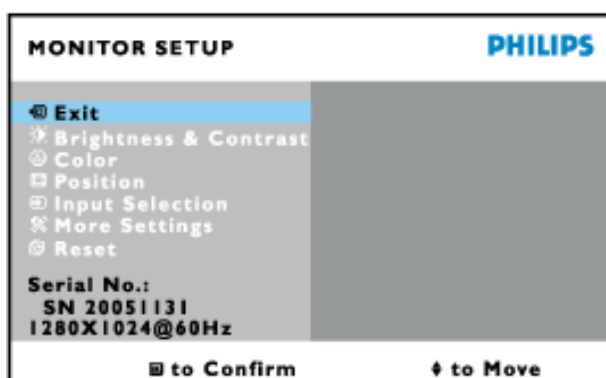 MONITOR SETUP
PHILIPS
Exit
Brightness & Contrast
Color
Position
Input Selection
More Settings
Reset
Serial No.:
SN 20051131
1280X1024@60Hz
to Confirm
to Move